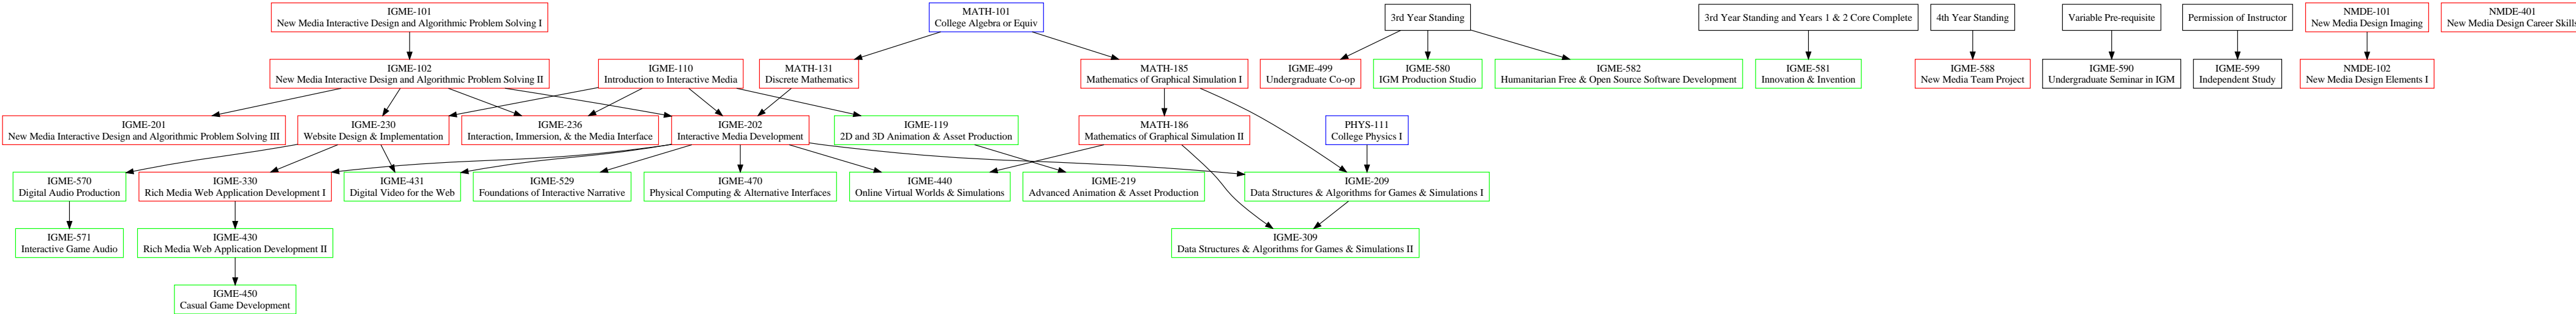 IGME-101
New Media Interactive Design and Algorithmic Problem Solving I
MATH-101
College Algebra or Equiv
3rd Year Standing
3rd Year Standing and Years 1 & 2 Core Complete
4th Year Standing
Variable Pre-requisite
Permission of Instructor
NMDE-101
New Media Design Imaging
NMDE-401
New Media Design Career Skills
IGME-102
New Media Interactive Design and Algorithmic Problem Solving II
IGME-110
Introduction to Interactive Media
MATH-131
Discrete Mathematics
MATH-185
Mathematics of Graphical Simulation I
IGME-499
Undergraduate Co-op
IGME-580
IGM Production Studio
IGME-582
Humanitarian Free & Open Source Software Development
IGME-581
Innovation & Invention
IGME-588
New Media Team Project
IGME-590
Undergraduate Seminar in IGM
IGME-599
Independent Study
NMDE-102
New Media Design Elements I
IGME-201
New Media Interactive Design and Algorithmic Problem Solving III
IGME-230
Website Design & Implementation
IGME-236
Interaction, Immersion, & the Media Interface
IGME-202
Interactive Media Development
IGME-119
2D and 3D Animation & Asset Production
MATH-186
Mathematics of Graphical Simulation II
PHYS-111
College Physics I
IGME-570
Digital Audio Production
IGME-330
Rich Media Web Application Development I
IGME-431
Digital Video for the Web
IGME-529
Foundations of Interactive Narrative
IGME-470
Physical Computing & Alternative Interfaces
IGME-440
Online Virtual Worlds & Simulations
IGME-219
Advanced Animation & Asset Production
IGME-209
Data Structures & Algorithms for Games & Simulations I
IGME-571
Interactive Game Audio
IGME-430
Rich Media Web Application Development II
IGME-309
Data Structures & Algorithms for Games & Simulations II
IGME-450
Casual Game Development